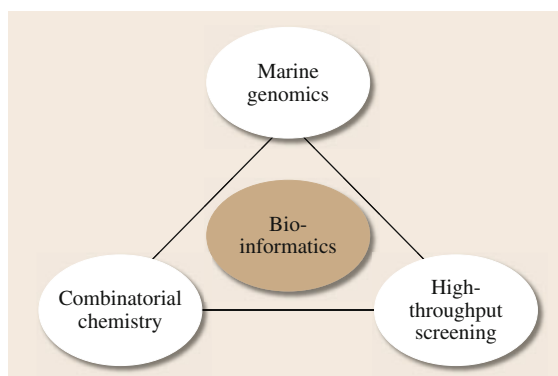 Marine
genomics
Bio-
informatics
Combinatorial
chemistry
High-
throughput
screening